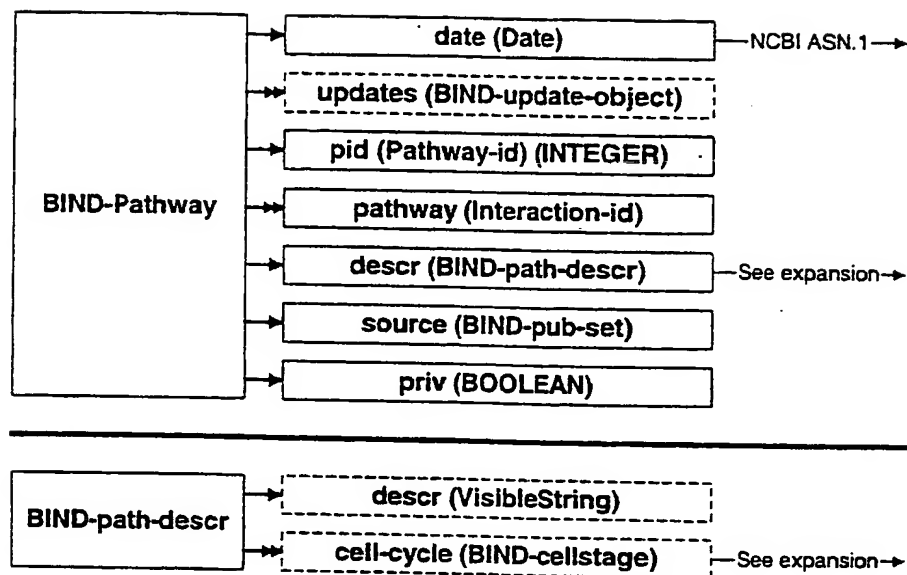 date (Date)
NCBI ASN.1
updates (BIND-update-object)
pid (Pathway-id) (INTEGER)
BIND-Pathway
pathway (Interaction-id)
descr (BIND-path-descr)
See expansion
source (BIND-pub-set)
priv (BOOLEAN)
descr (VisibleString)
BIND-path-descr
cell-cycle (BIND-cellstage)
See expansion